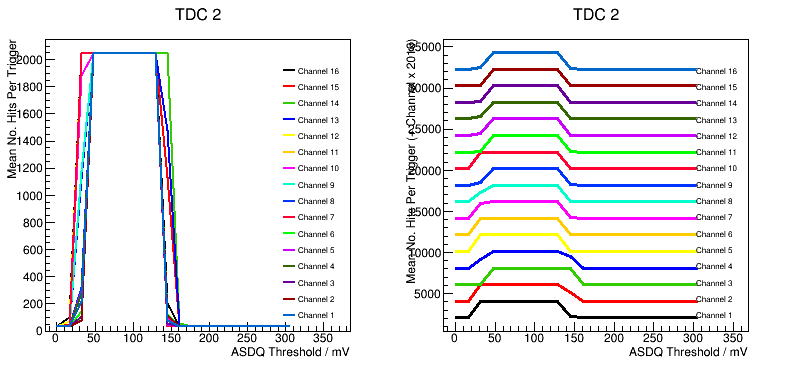 TDC 2
Mean No. Hits Per Trigger
2000
1800
1600
1400
1200
1000
800
600
400
200
0
Channel 16
Channel 15
Channel 14
Channel 13
Channel 12
Channel 11
Channel 10
Channel 9
Channel 8
Channel 7
Channel 6
Channel 5
Channel 4
Channel 3
Channel 2
Channel 1
0 50 100 150 200 250 300 350
ASDQ Threshold / mV
TDC 2
35000
30000
25000
20000
15000
10000
5000
Channel 16
Channel 15
Channel 14
Channel 13
Channel 12
Channel 11
Channel 10
Channel 9
Channel 8
Channel 7
Channel 6
Channel 5
Channel 4
Channel 3
Channel 2
Channel 1
Mean No. Hits Per Trigger (+ Channel x
0 50 100 150 200 250 300 350
ASDQ Threshold / mV